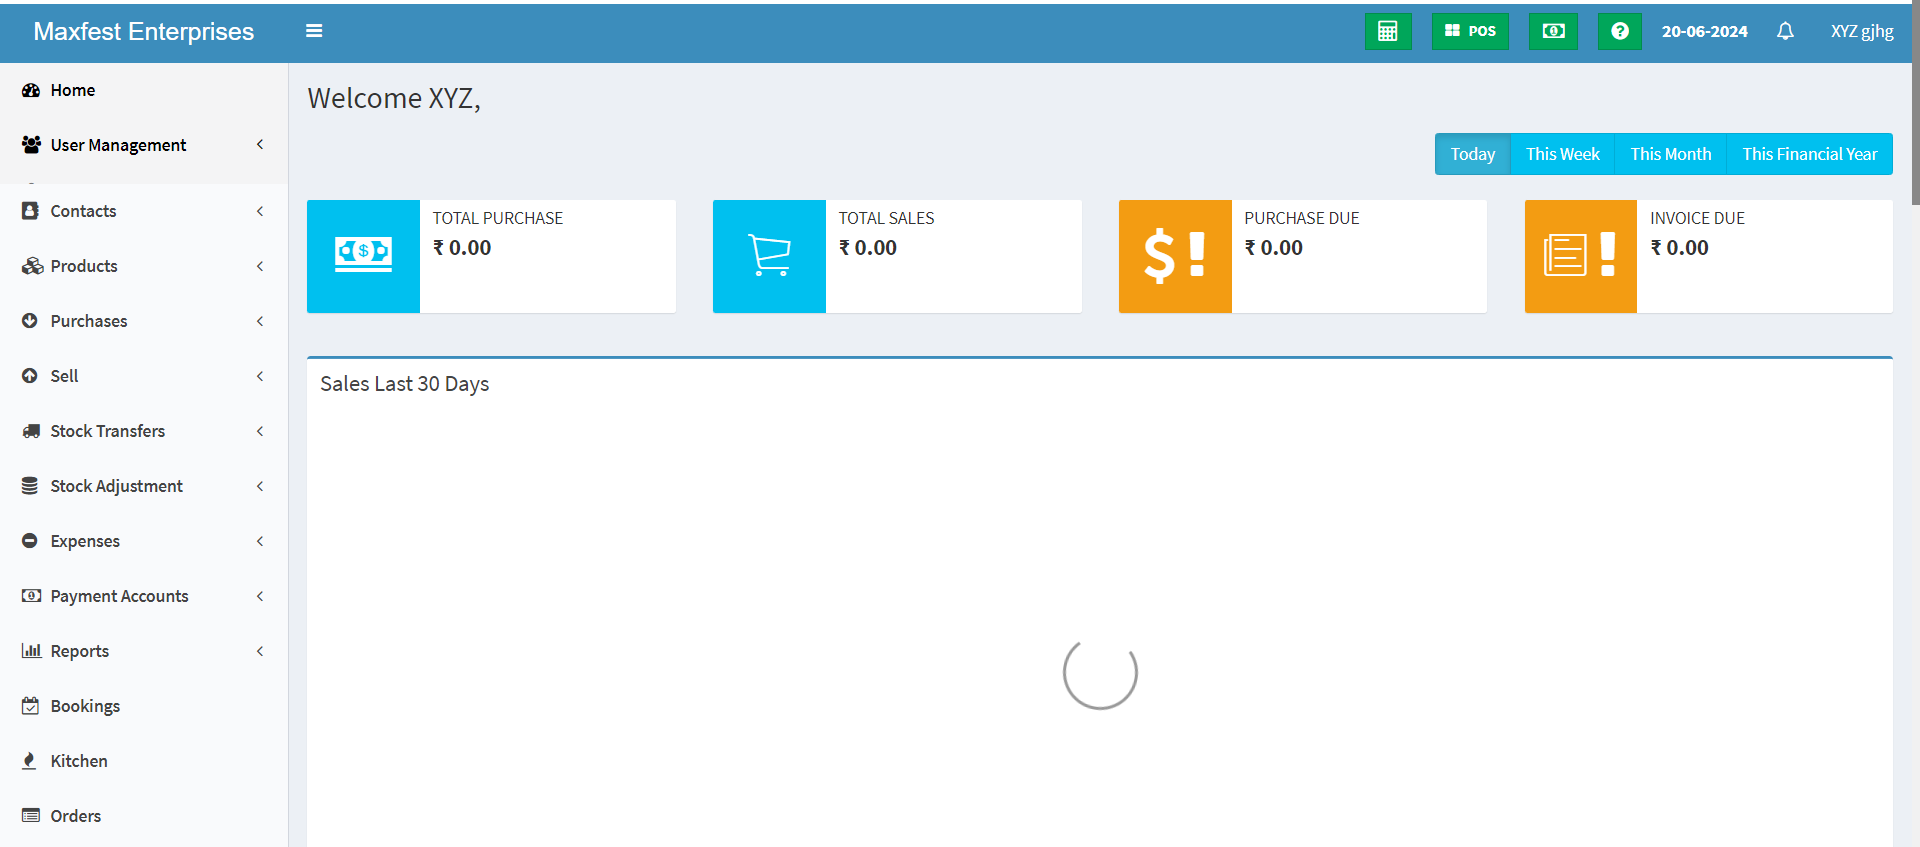 Maxfest Enterprises
POS
20-06-2024
XYZ gjhg
Home
User Management
Contacts
Products
Purchases
Sell
Stock Transfers
Stock Adjustment
Expenses
Payment Accounts
Reports
Bookings
Kitchen
Orders
Welcome XYZ,
Today
This Week
This Month
This Financial Year
TOTAL PURCHASE
₹ 0.00
TOTAL SALES
₹ 0.00
PURCHASE DUE
₹ 0.00
INVOICE DUE
₹ 0.00
Sales Last 30 Days